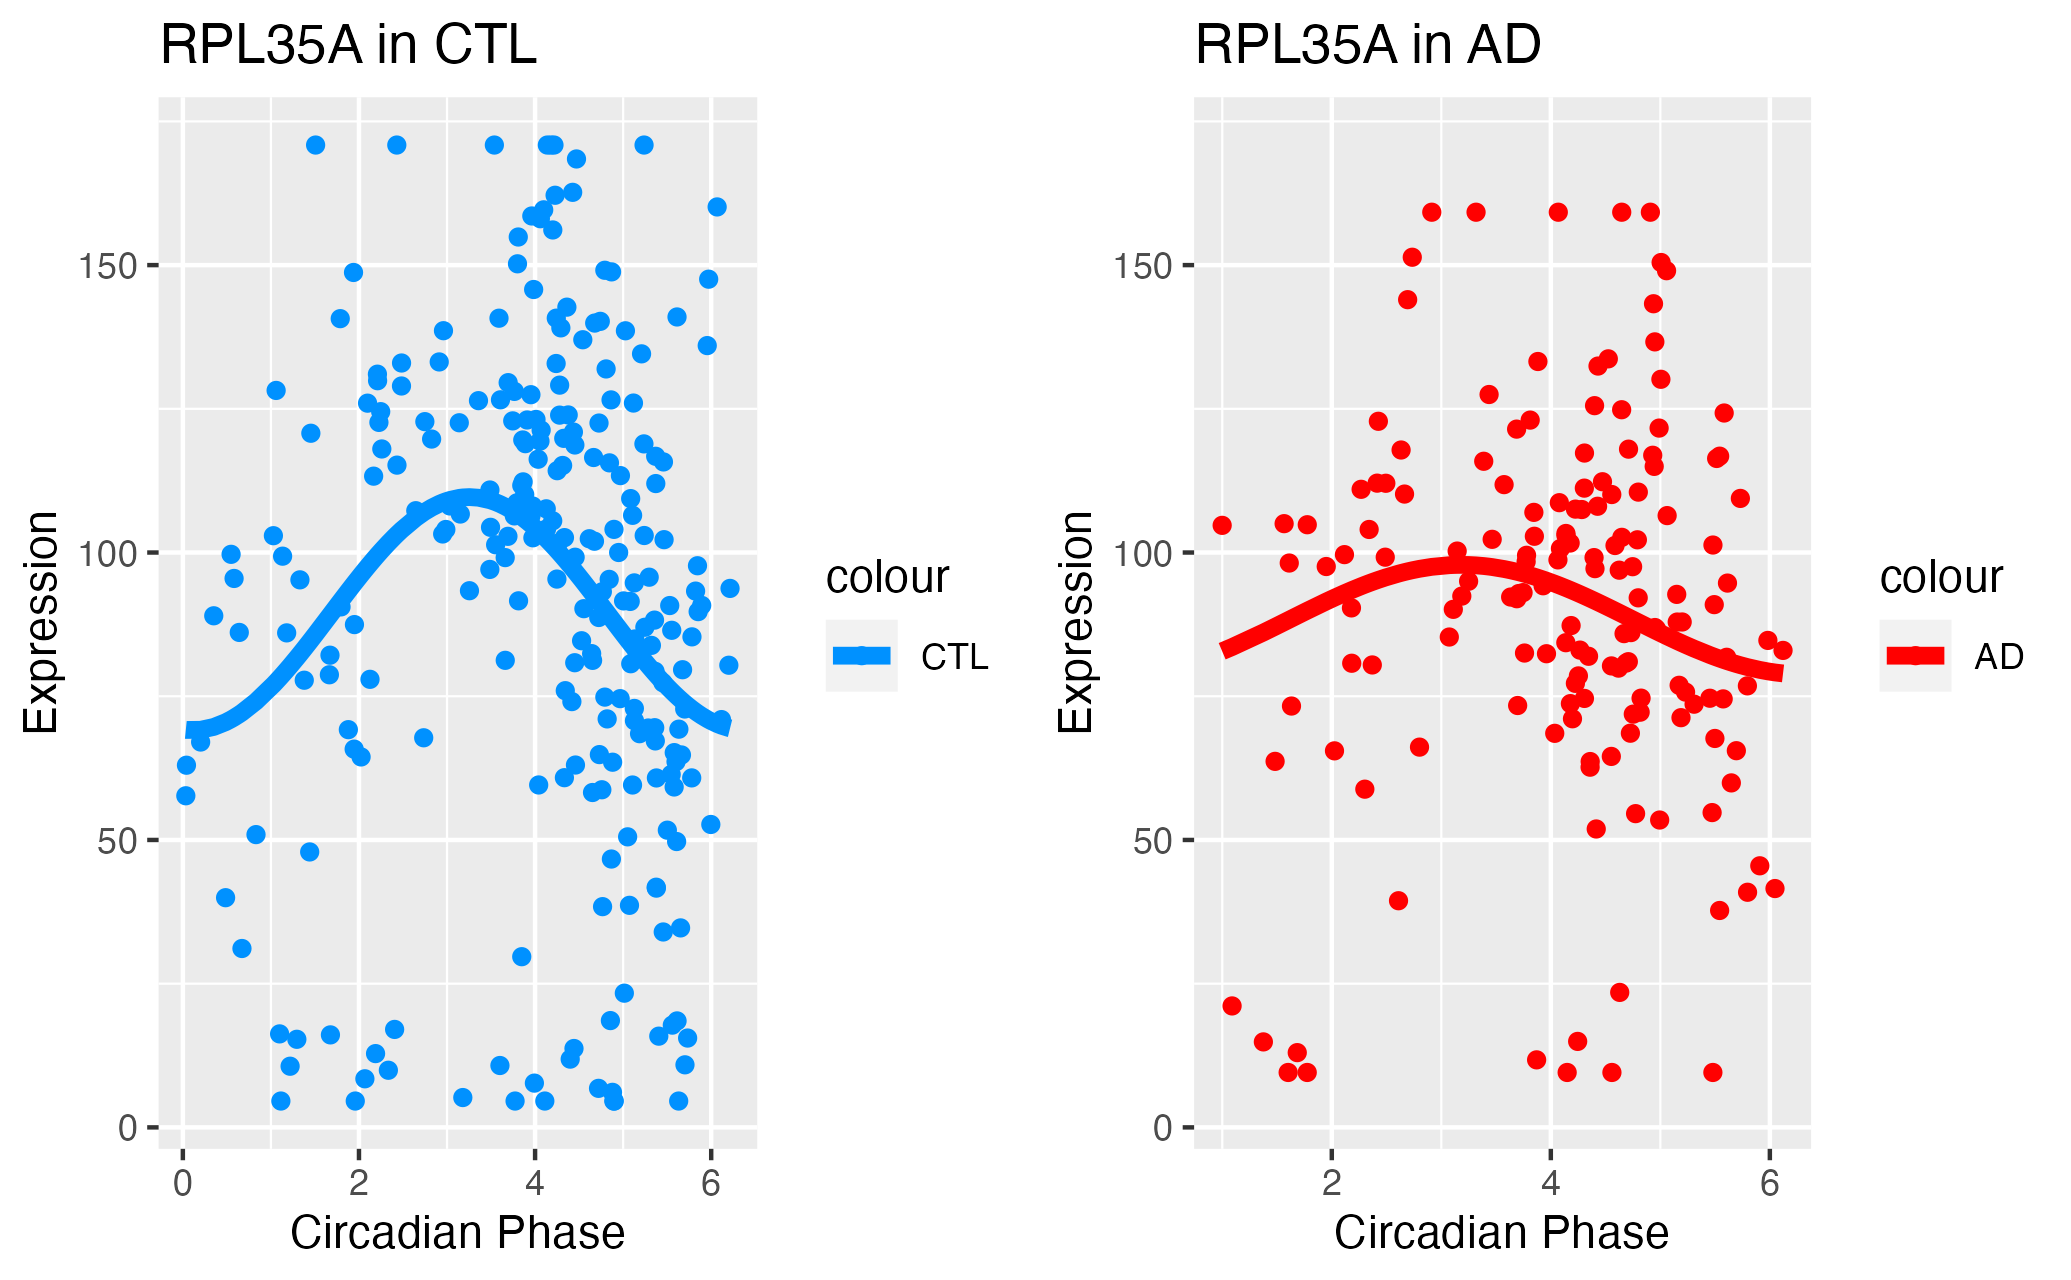 RPL35A in CTL
Expression
150
100
50
0
0 2 4 6
Circadian Phase
colour
CTL
RPL35A in AD
Expression
150
100
50
0
2 4 6
Circadian Phase
colour
AD